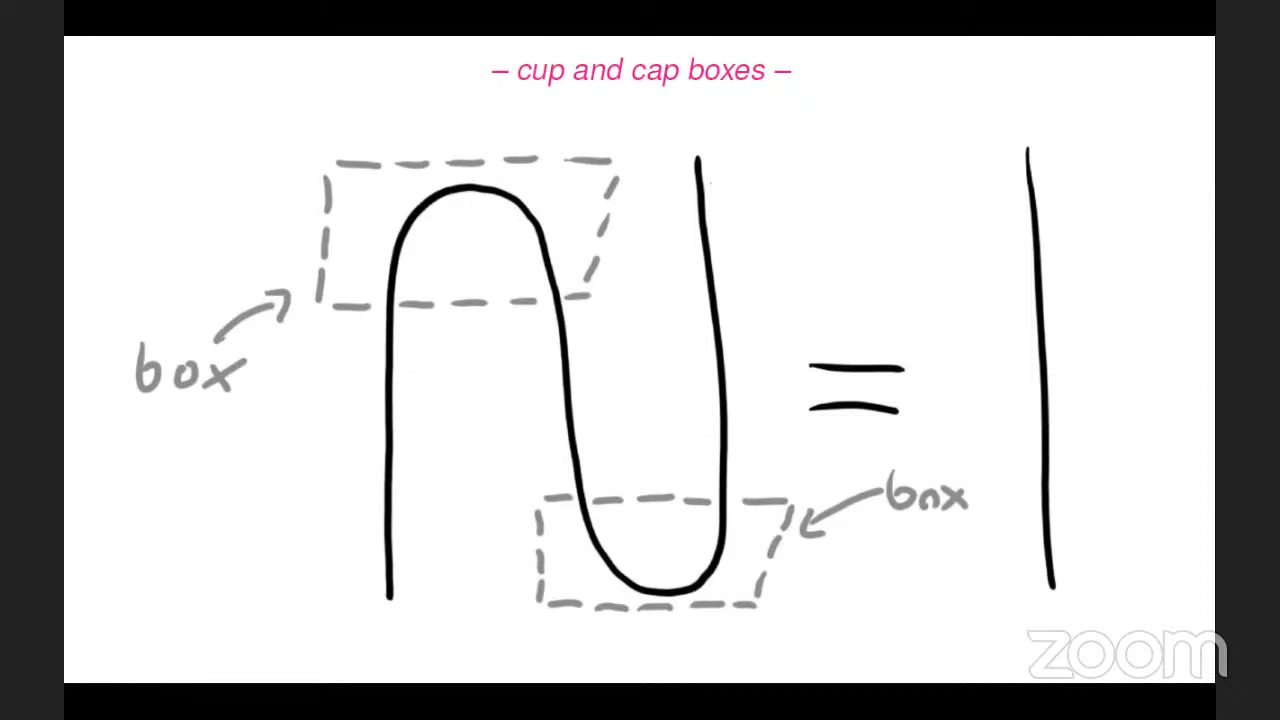 – cup and cap boxes –
box
=
box
zoom